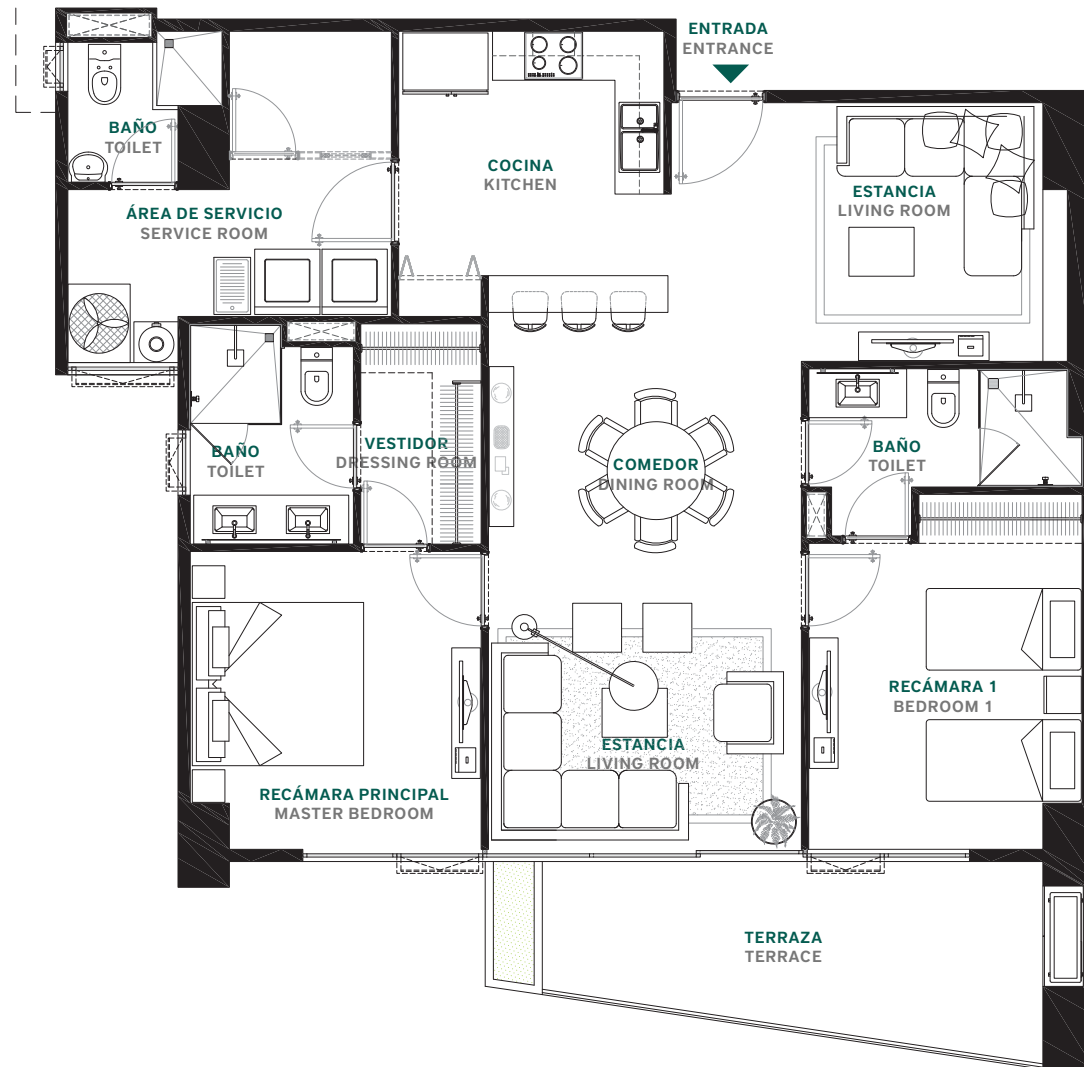 ENTRADA
ENTRANCE
BAÑO
TOILET
COCINA
KITCHEN
ESTANCIA
LIVING ROOM
ÁREA DE SERVICIO
SERVICE ROOM
BAÑO
TOILET
VESTIDOR
DRESSING ROOM
COMEDOR
DINING ROOM
BAÑO
TOILET
RECÁMARA 1
BEDROOM 1
ESTANCIA
LIVING ROOM
RECÁMARA PRINCIPAL
MASTER BEDROOM
TERRAZA
TERRACE